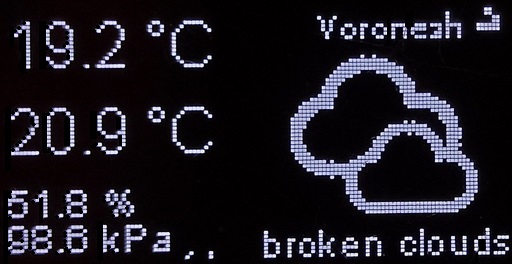 19.2 °C
20.9 °C
51.8 %
98.6 kPa , ,
Voronezh
broken clouds